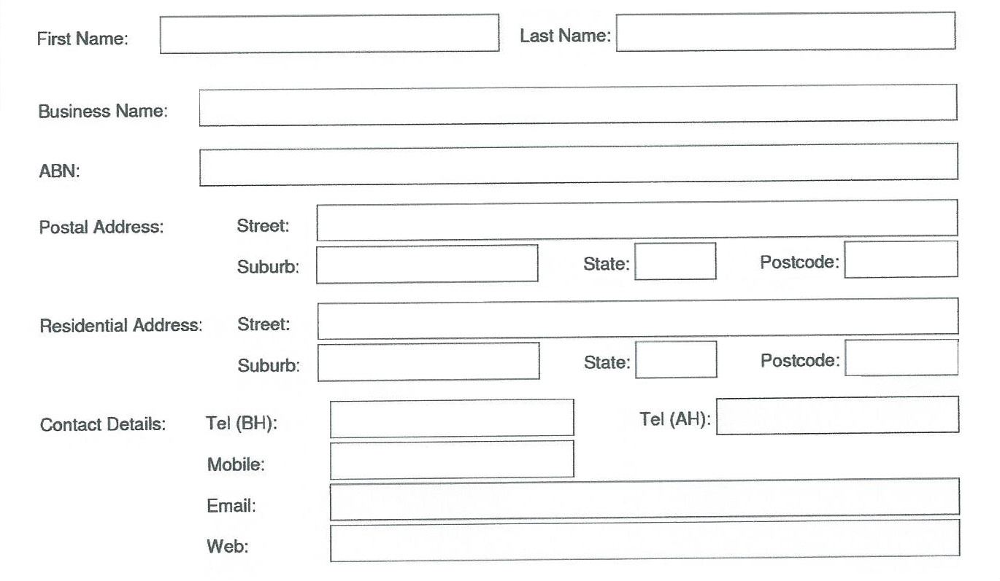 First Name: Last Name:
Business Name:
ABN:
Postal Address: Street:
Suburb: State: Postcode:
Residential Address: Street:
Suburb: State: Postcode:
Contact Details: Tel (BH): Tel (AH):
Mobile:
Email:
Web: